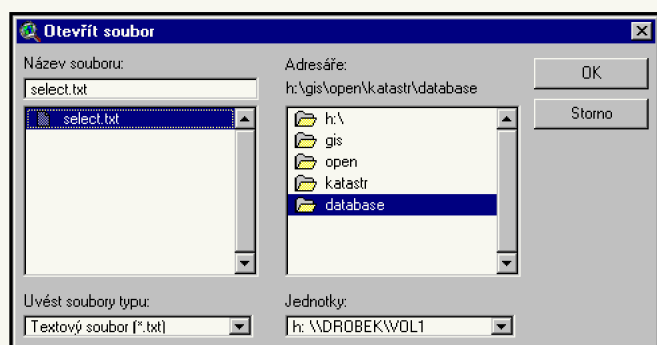 Otevřít soubor
Název souboru:
select.txt
select.txt
Uvést soubory typu:
Textový soubor (*.txt)
Adresáře:
h:\gis\open\katastr\database
h:\
gis
open
katastr
database
Jednotky:
h: \\DROBEK\VOL1
OK
Storno